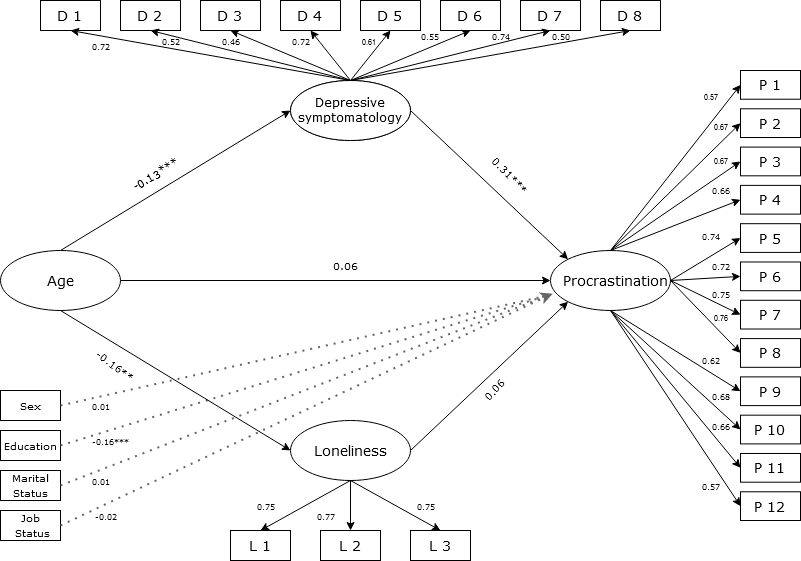 D 1
D 2
D 3
D 4
D 5
D 6
D 7
D 8
0.72
0.52
0.46
0.72
0.61
0.55
0.74
0.50
Depressive
symptomatology
P 1
P 2
P 3
P 4
P 5
P 6
P 7
P 8
P 9
P 10
P 11
P 12
0.57
0.67
0.67
0.66
0.74
0.72
0.75
0.76
0.62
0.68
0.66
0.57
-0.13***
0.31***
Age
0.06
Procrastination
-0.16**
0.06
Sex
0.01
Education
-0.16***
Marital
Status
0.01
Job
Status
-0.02
Loneliness
0.75
0.77
0.75
L 1
L 2
L 3